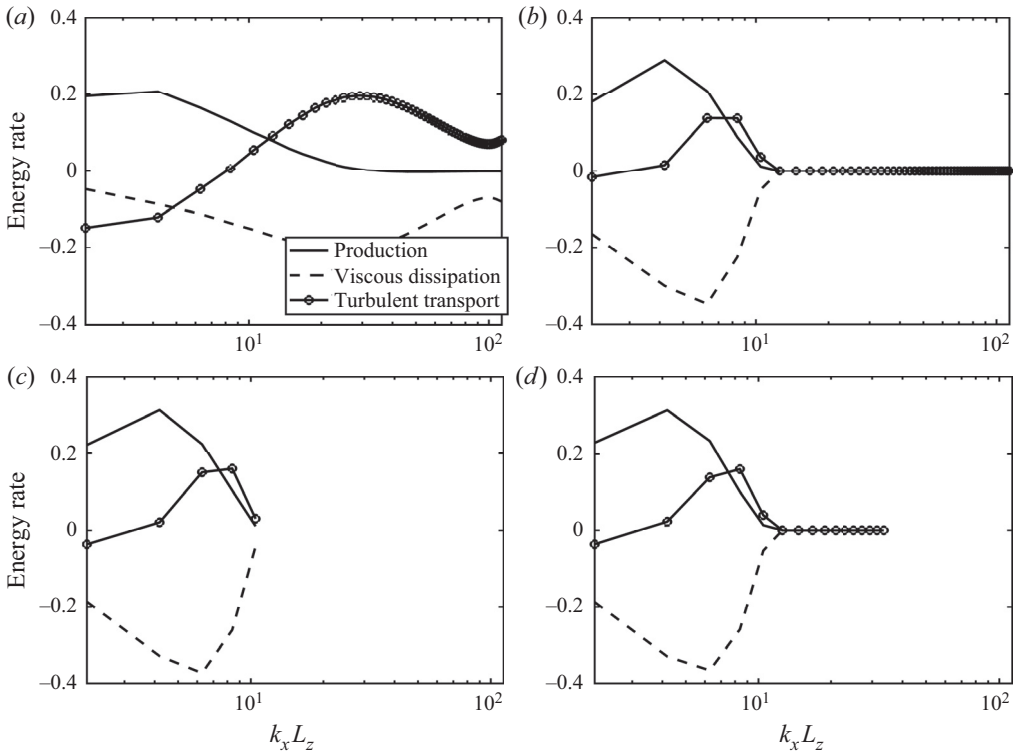 (a)
0.4
0.2
0
–0.2
–0.4
Energy rate
10¹
10²
Production
Viscous dissipation
Turbulent transport
(b)
0.4
0.2
0
–0.2
–0.4
10¹
10²
(c)
0.4
0.2
0
–0.2
–0.4
Energy rate
10¹
10²
kₓL_z
(d)
0.4
0.2
0
–0.2
–0.4
10¹
10²
kₓL_z